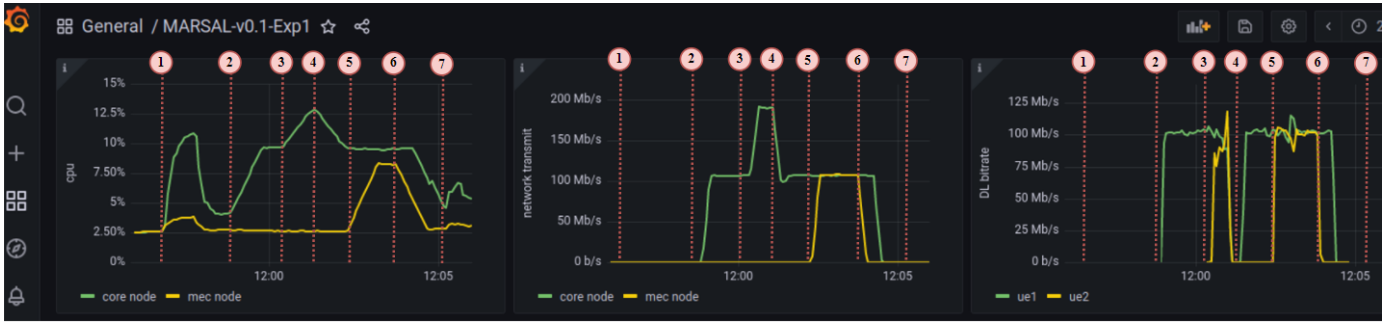 General / MARSAL-v0.1-Exp1
2
i
1 2 3 4 5 6 7
cpu
15%
12.5%
10%
7.50%
5%
2.50%
0%
12:00 12:05
core node mec node
i
1 2 3 4 5 6 7
network transmit
200 Mb/s
150 Mb/s
100 Mb/s
50 Mb/s
0 b/s
12:00 12:05
core node mec node
i
1 2 3 4 5 6 7
DL bitrate
125 Mb/s
100 Mb/s
75 Mb/s
50 Mb/s
25 Mb/s
0 b/s
12:00 12:05
ue1 ue2